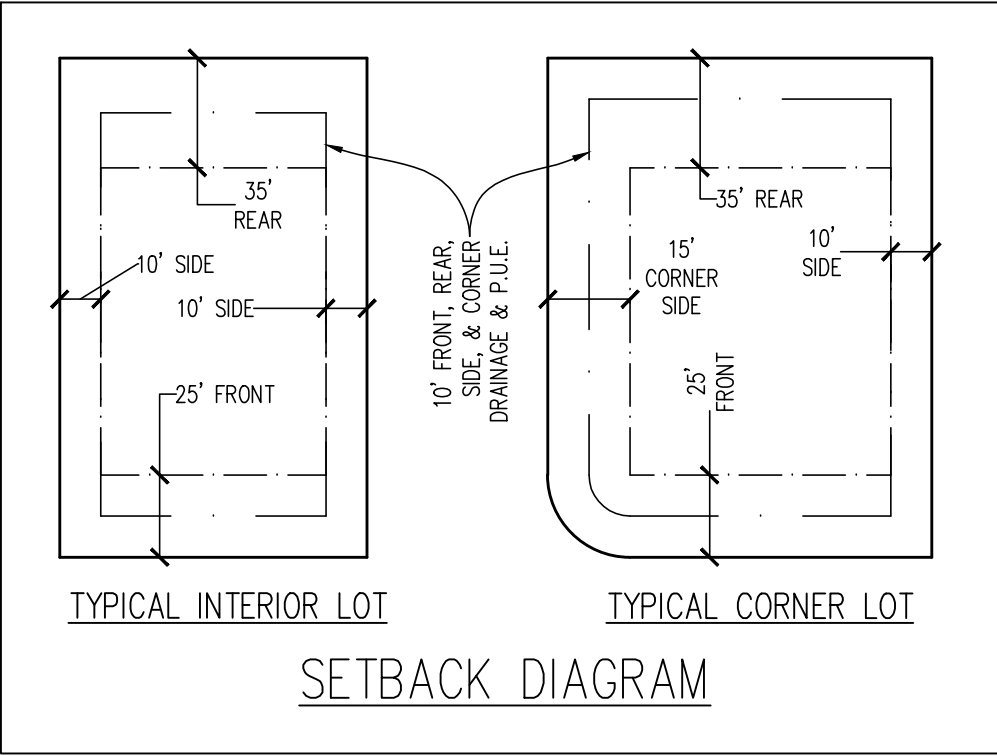 35'
REAR
10' SIDE
10' SIDE
25' FRONT
10' FRONT, REAR,
SIDE, & CORNER
DRAINAGE & P.U.E.
35' REAR
15'
CORNER
SIDE
10'
SIDE
25'
FRONT
TYPICAL INTERIOR LOT
TYPICAL CORNER LOT
SETBACK DIAGRAM